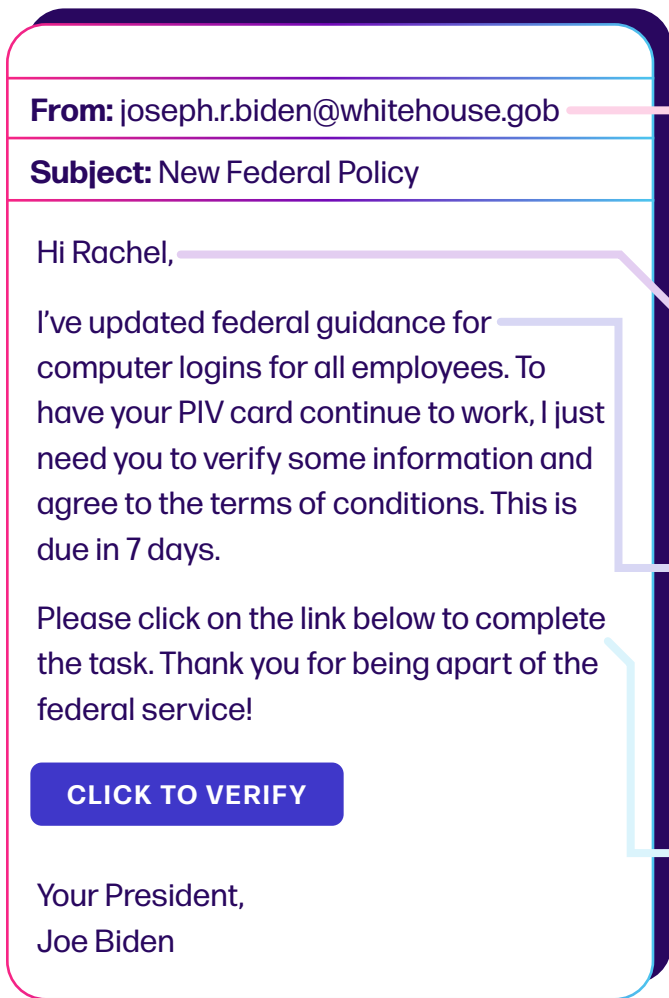 From: joseph.r.biden@whitehouse.gob
Subject: New Federal Policy
Hi Rachel,
I’ve updated federal guidance for
computer logins for all employees. To
have your PIV card continue to work, I just
need you to verify some information and
agree to the terms of conditions. This is
due in 7 days.
Please click on the link below to complete
the task. Thank you for being apart of the
federal service!
CLICK TO VERIFY
Your President,
Joe Biden